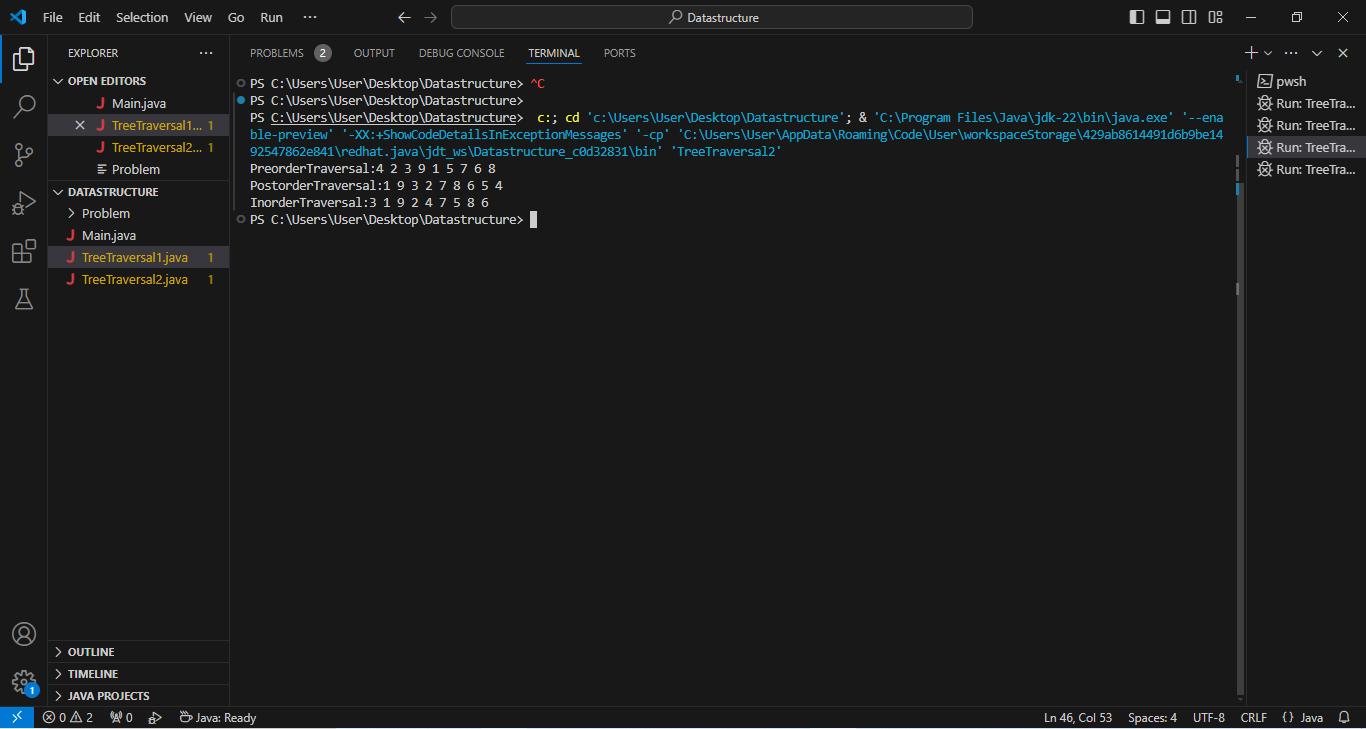 File Edit Selection View Go Run ··· Datastructure
EXPLORER ···
OPEN EDITORS
Main.java
TreeTraversal1... 1
TreeTraversal2... 1
Problem
DATASTRUCTURE
Problem
Main.java
TreeTraversal1.java 1
TreeTraversal2.java 1
OUTLINE
TIMELINE
JAVA PROJECTS
1
PROBLEMS 2 OUTPUT DEBUG CONSOLE TERMINAL PORTS
PS C:\Users\User\Desktop\Datastructure> ^C
PS C:\Users\User\Desktop\Datastructure>
PS C:\Users\User\Desktop\Datastructure>  c:; cd 'c:\Users\User\Desktop\Datastructure'; & 'C:\Program Files\Java\jdk-22\bin\java.exe' '--ena
ble-preview' '-XX:+ShowCodeDetailsInExceptionMessages' '-cp' 'C:\Users\User\AppData\Roaming\Code\User\workspaceStorage\429ab8614491d6b9be14
92547862e841\redhat.java\jdt_ws\Datastructure_c0d32831\bin' 'TreeTraversal2'
PreorderTraversal:4 2 3 9 1 5 7 6 8
PostorderTraversal:1 9 3 2 7 8 6 5 4
InorderTraversal:3 1 9 2 4 7 5 8 6
PS C:\Users\User\Desktop\Datastructure>
pwsh
Run: TreeTra...
Run: TreeTra...
Run: TreeTra...
Run: TreeTra...
0 2 0 Java: Ready Ln 46, Col 53 Spaces: 4 UTF-8 CRLF {} Java